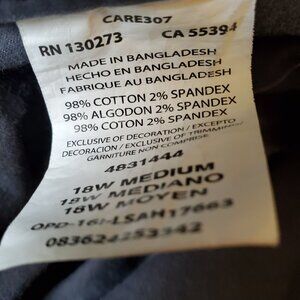 CARE307
RN 130273 CA 55394
MADE IN BANGLADESH
HECHO EN BANGLADESH
FABRIQUE AU BANGLADESH
98% COTTON 2% SPANDEX
98% ALGODON 2% SPANDEX
98% COTON 2% SPANDEX
EXCLUSIVE OF DECORATION / EXCEPTO
DECORACION / EXCLUSIVE OF TRIMMING/
GARNITURE NON COMPRISE
4831444
18W MEDIUM
18W MEDIANO
18W MOYEN